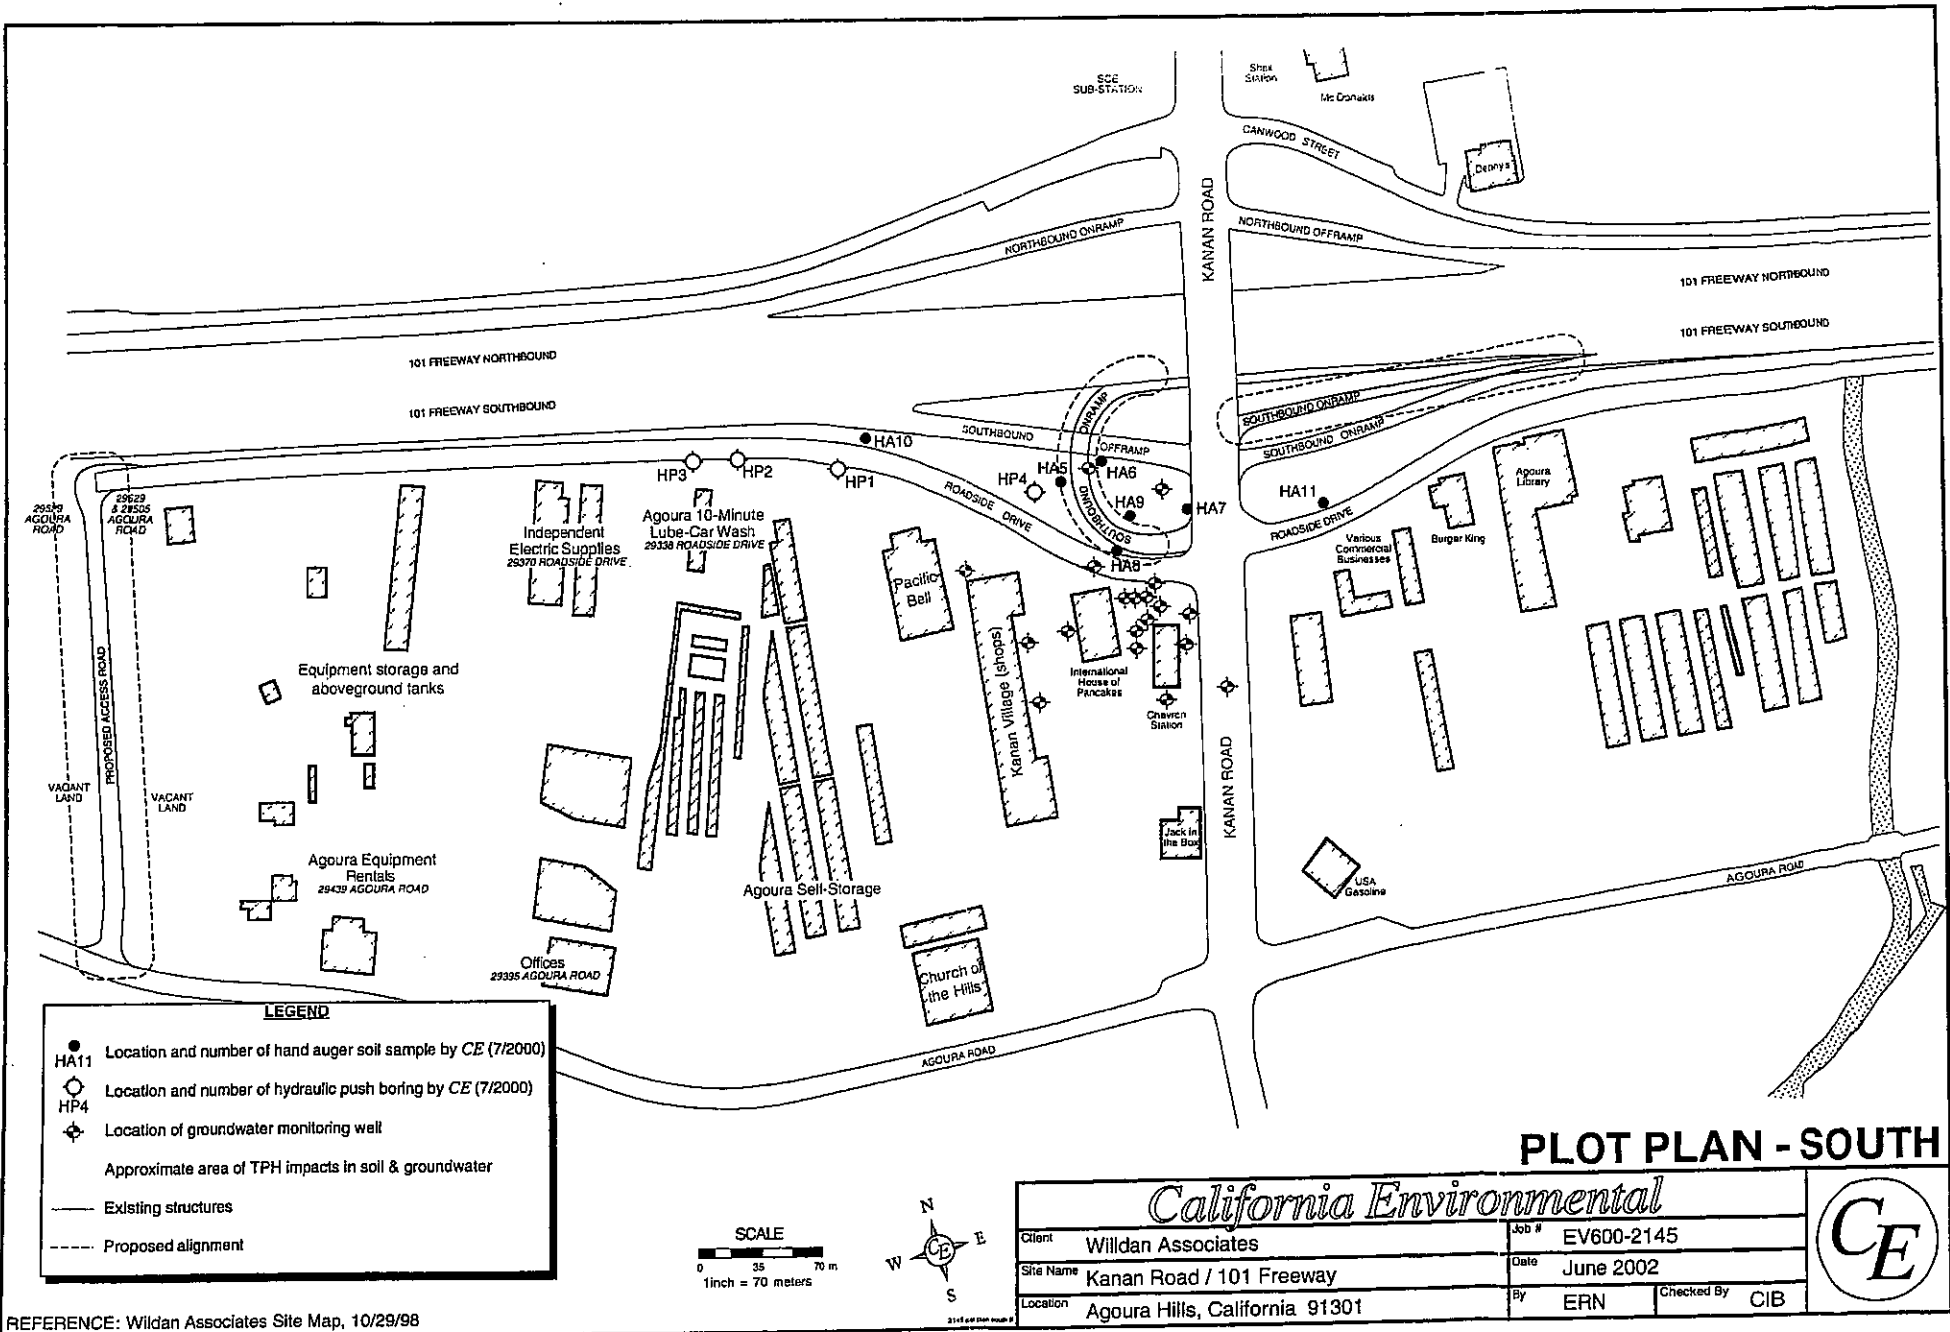 SCE
SUB-STATION
Station
McDonalds
CANWOOD STREET
Denny's
KANAN ROAD
NORTHBOUND ONRAMP
NORTHBOUND OFFRAMP
101 FREEWAY NORTHBOUND
101 FREEWAY SOUTHBOUND
101 FREEWAY NORTHBOUND
101 FREEWAY SOUTHBOUND
SOUTHBOUND
OFFRAMP
SOUTHBOUND
ONRAMP
SOUTHBOUND ONRAMP
SOUTHBOUND ONRAMP
HA10
HP3
HP2
HP1
HP4
HA5
HA6
HA9
HA7
HA8
HA11
ROADSIDE DRIVE
ROADSIDE DRIVE
AGOURA
ROAD
29629
& 29505
AGOURA
ROAD
Independent
Electric Supplies
29370 ROADSIDE DRIVE
Agoura 10-Minute
Lube-Car Wash
29338 ROADSIDE DRIVE
Pacific
Bell
Kanan Village (shops)
International
House of
Pancakes
Chevron
Station
Various
Commercial
Businesses
Burger King
Agoura
Library
Equipment storage and
aboveground tanks
PROPOSED ACCESS ROAD
VACANT
LAND
VACANT
LAND
KANAN ROAD
Jack in
the Box
USA
Gasoline
AGOURA ROAD
Agoura Equipment
Rentals
29439 AGOURA ROAD
Agoura Self-Storage
Offices
29395 AGOURA ROAD
Church of
the Hills
AGOURA ROAD
LEGEND
HA11 Location and number of hand auger soil sample by CE (7/2000)
HP4 Location and number of hydraulic push boring by CE (7/2000)
Location of groundwater monitoring well
Approximate area of TPH impacts in soil & groundwater
Existing structures
Proposed alignment
REFERENCE: Wildan Associates Site Map, 10/29/98
SCALE
0 35 70 m
1inch = 70 meters
N
W CE E
S
PLOT PLAN - SOUTH
California Environmental
Client Willdan Associates
Job # EV600-2145
Site Name Kanan Road / 101 Freeway
Date June 2002
Location Agoura Hills, California 91301
By ERN
Checked By CIB
CE